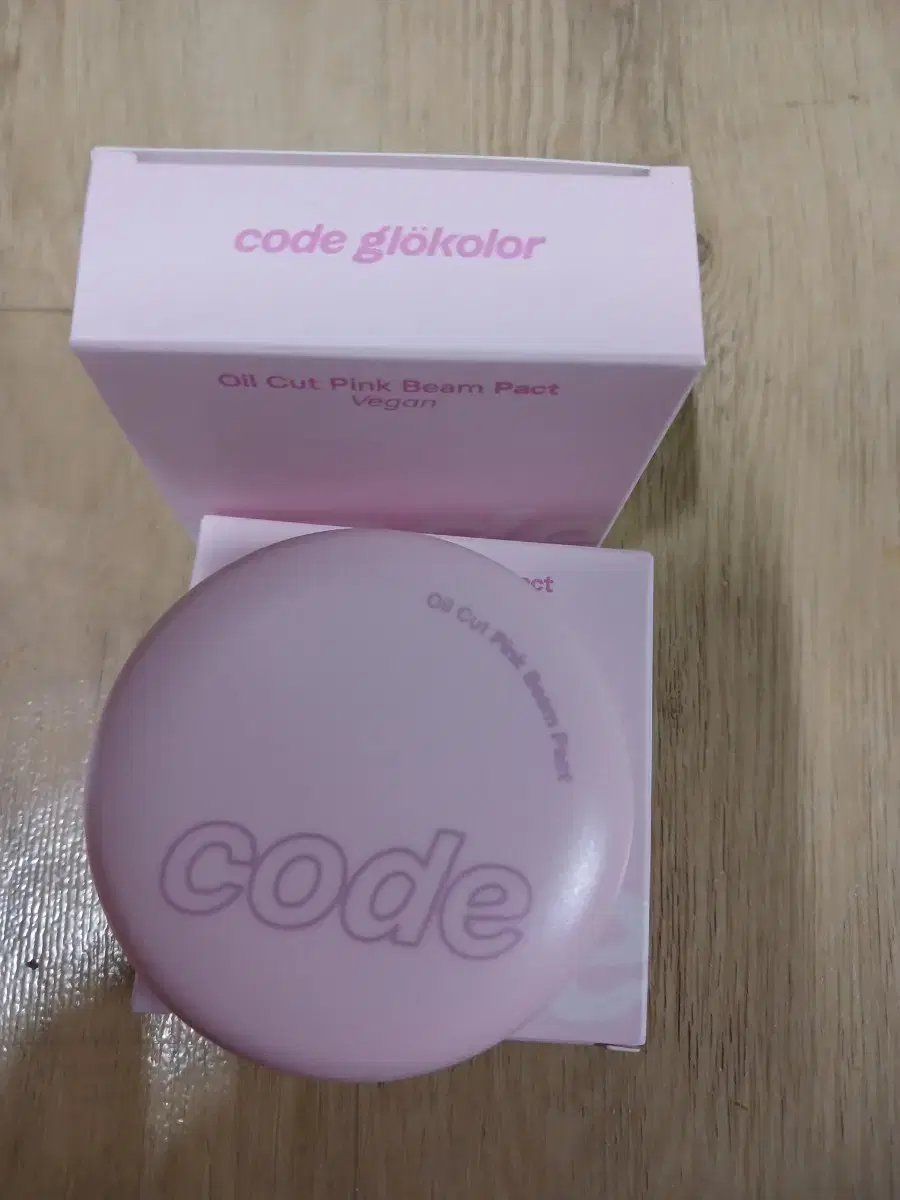 code glökolor
Oil Cut Pink Beam Pact
Vegan
Oil Cut Pink Beam Pact
code